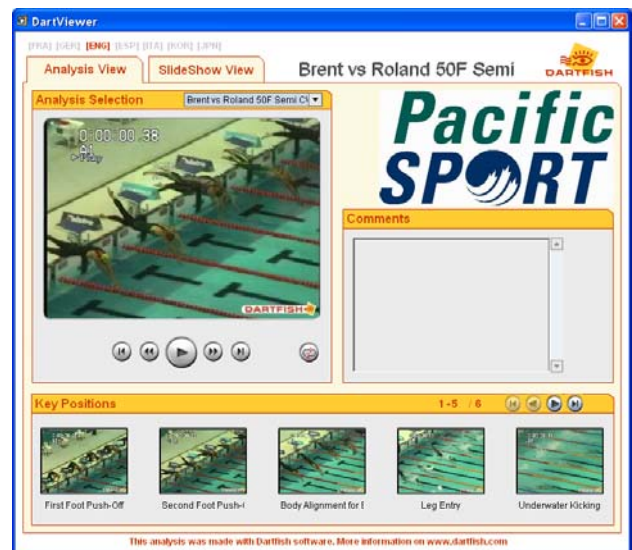 DartViewer
[FRA] [GER] [ENG] [ESP] [ITA] [KOR] [JPN]
Analysis View
SlideShow View
Brent vs Roland 50F Semi
DARTFISH
Analysis Selection
Brent vs Roland 50F Semi
0:00:00.38
A1
Play
DARTFISH
Pacific
SPORT
Comments
Key Positions
1-5 / 6
First Foot Push-Off
Second Foot Push-
Body Alignment for
Leg Entry
Underwater Kicking
This analysis was made with Dartfish software. More information on www.dartfish.com